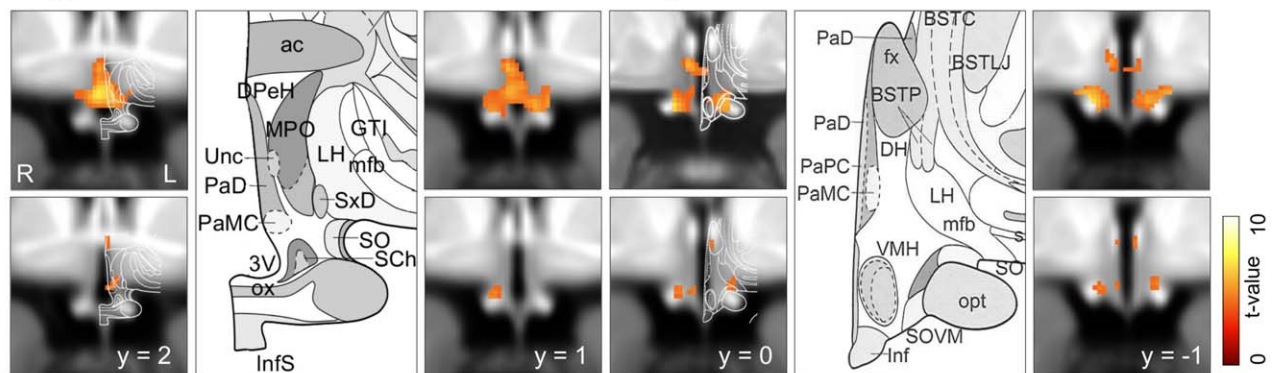 R
L
y = 2
ac
DPeH
MPO
GTI
Unc
LH
mfb
PaD
SxD
PaMC
SO
3V
SCh
ox
InfS
y = 1
y = 0
BSTC
PaD
fx
BSTLJ
BSTP
PaD
DH
PaPC
PaMC
LH
mfb
VMH
s
SO
opt
SOVM
Inf
y = -1
10
t-value
0